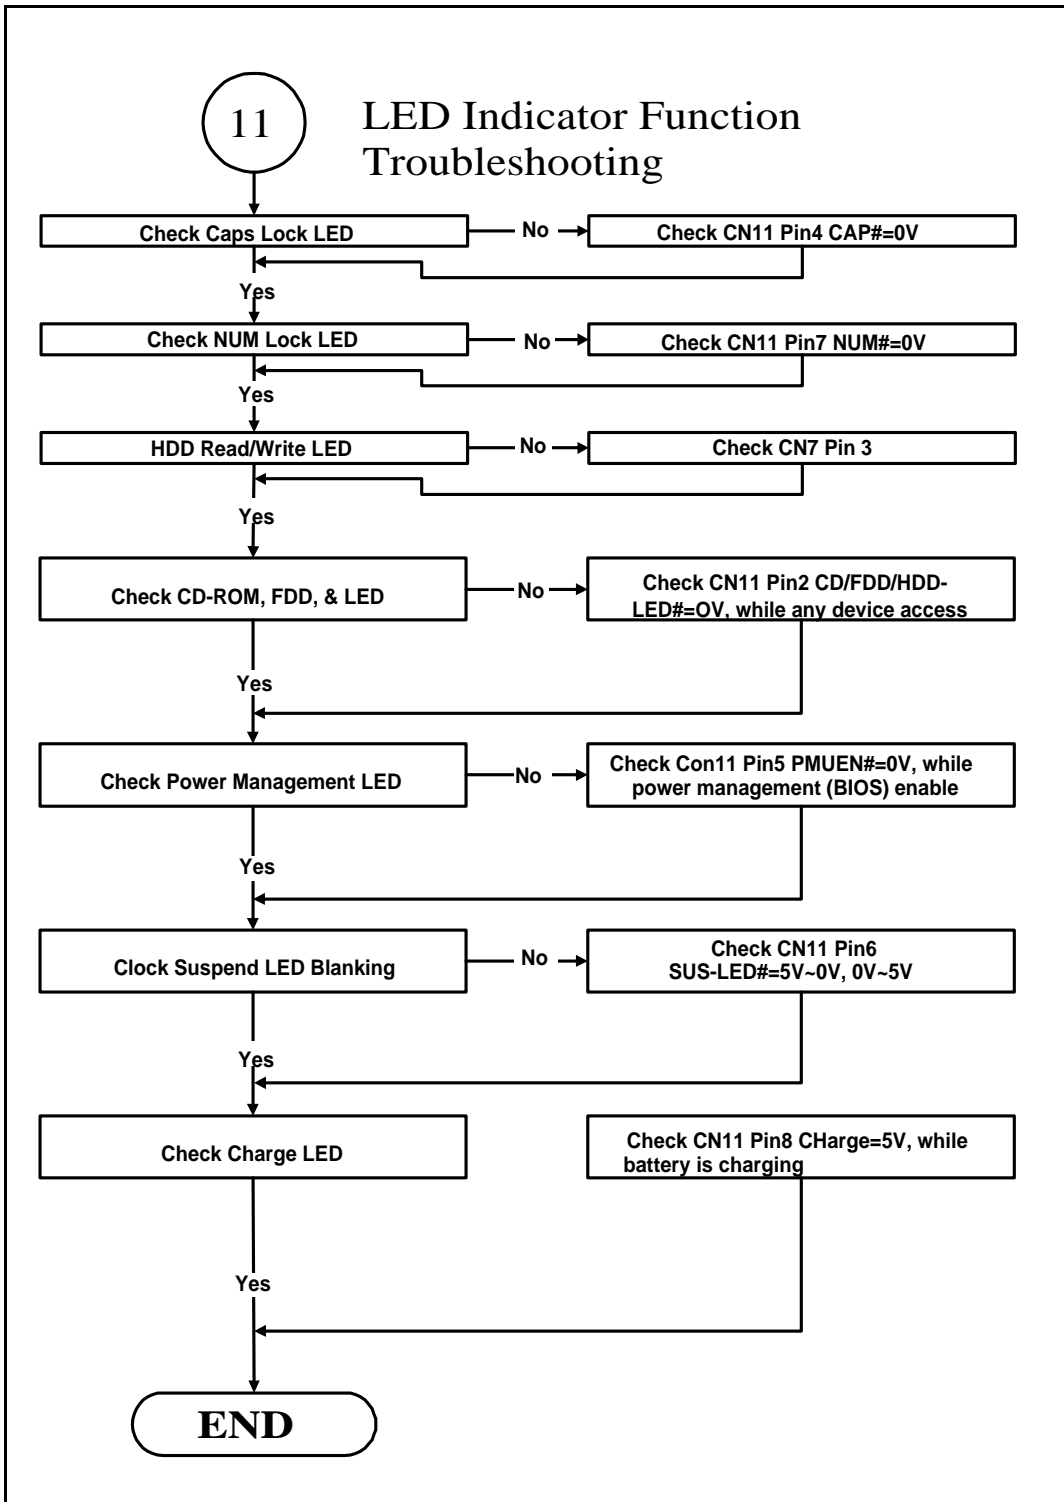 11
LED Indicator Function
Troubleshooting
Check Caps Lock LED
No
Check CN11 Pin4 CAP#=0V
Yes
Check NUM Lock LED
No
Check CN11 Pin7 NUM#=0V
Yes
HDD Read/Write LED
No
Check CN7 Pin 3
Yes
Check CD-ROM, FDD, & LED
No
Check CN11 Pin2 CD/FDD/HDD-
LED#=OV, while any device access
Yes
Check Power Management LED
No
Check Con11 Pin5 PMUEN#=0V, while
power management (BIOS) enable
Yes
Clock Suspend LED Blanking
No
Check CN11 Pin6
SUS-LED#=5V~0V, 0V~5V
Yes
Check Charge LED
Check CN11 Pin8 CHarge=5V, while
battery is charging
Yes
END